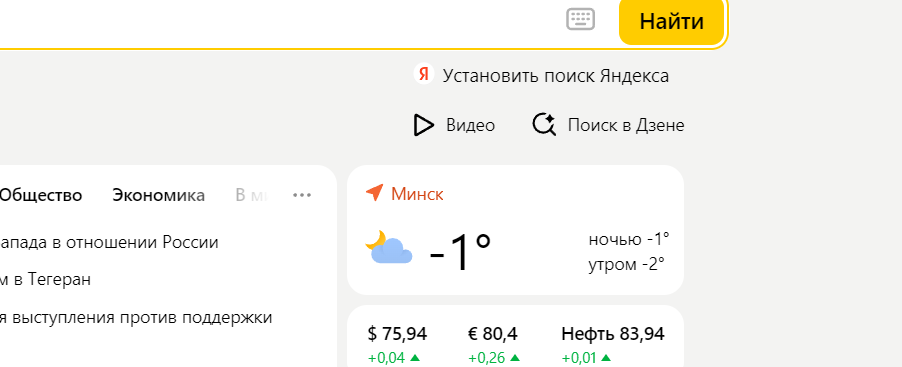 Найти
Я Установить поиск Яндекса
Видео Поиск в Дзене
Общество Экономика
Минск
апада в отношении России
-1° ночью -1°
утром -2°
м в Тегеран
я выступления против поддержки
$ 75,94 € 80,4 Нефть 83,94
+0,04 +0,26 +0,01